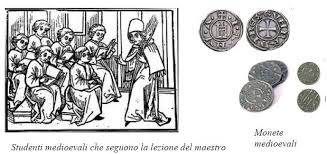 Studenti medioevali che seguono la lezione del maestro
Monete
medioevali